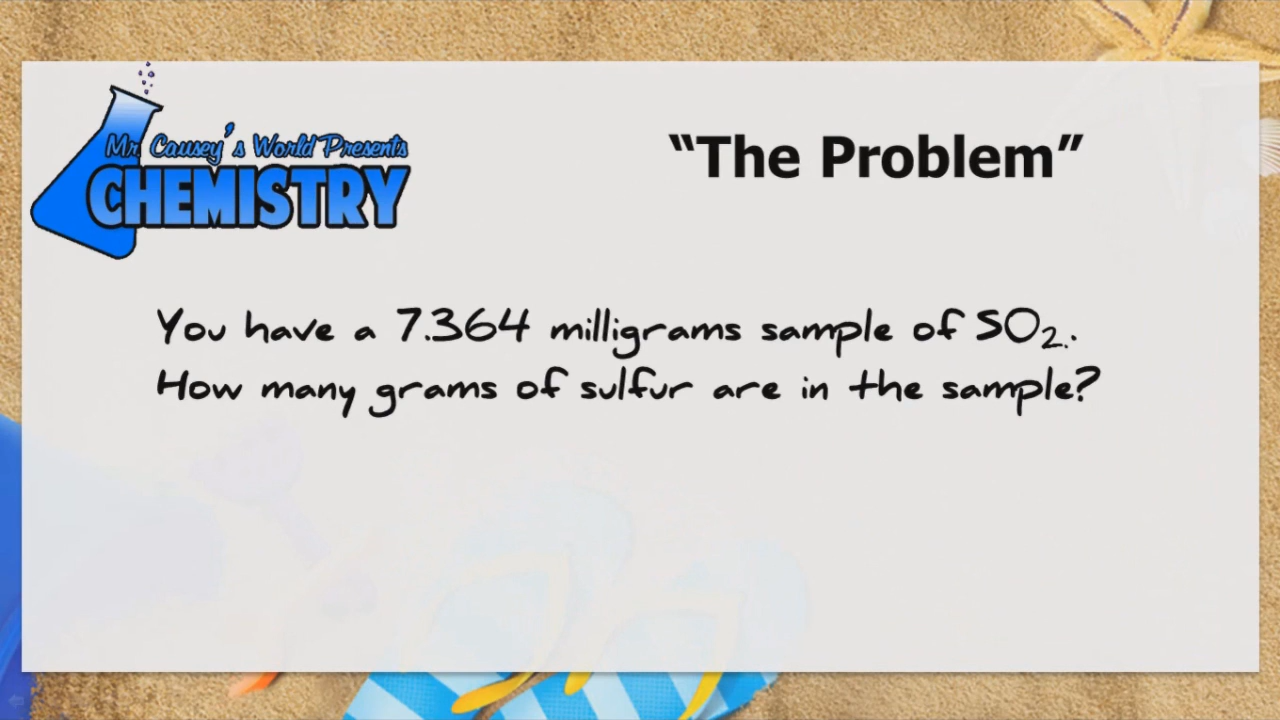 Mr. Causey's World Presents
CHEMISTRY
“The Problem”
You have a 7.364 milligrams sample of SO₂..
How many grams of sulfur are in the sample?